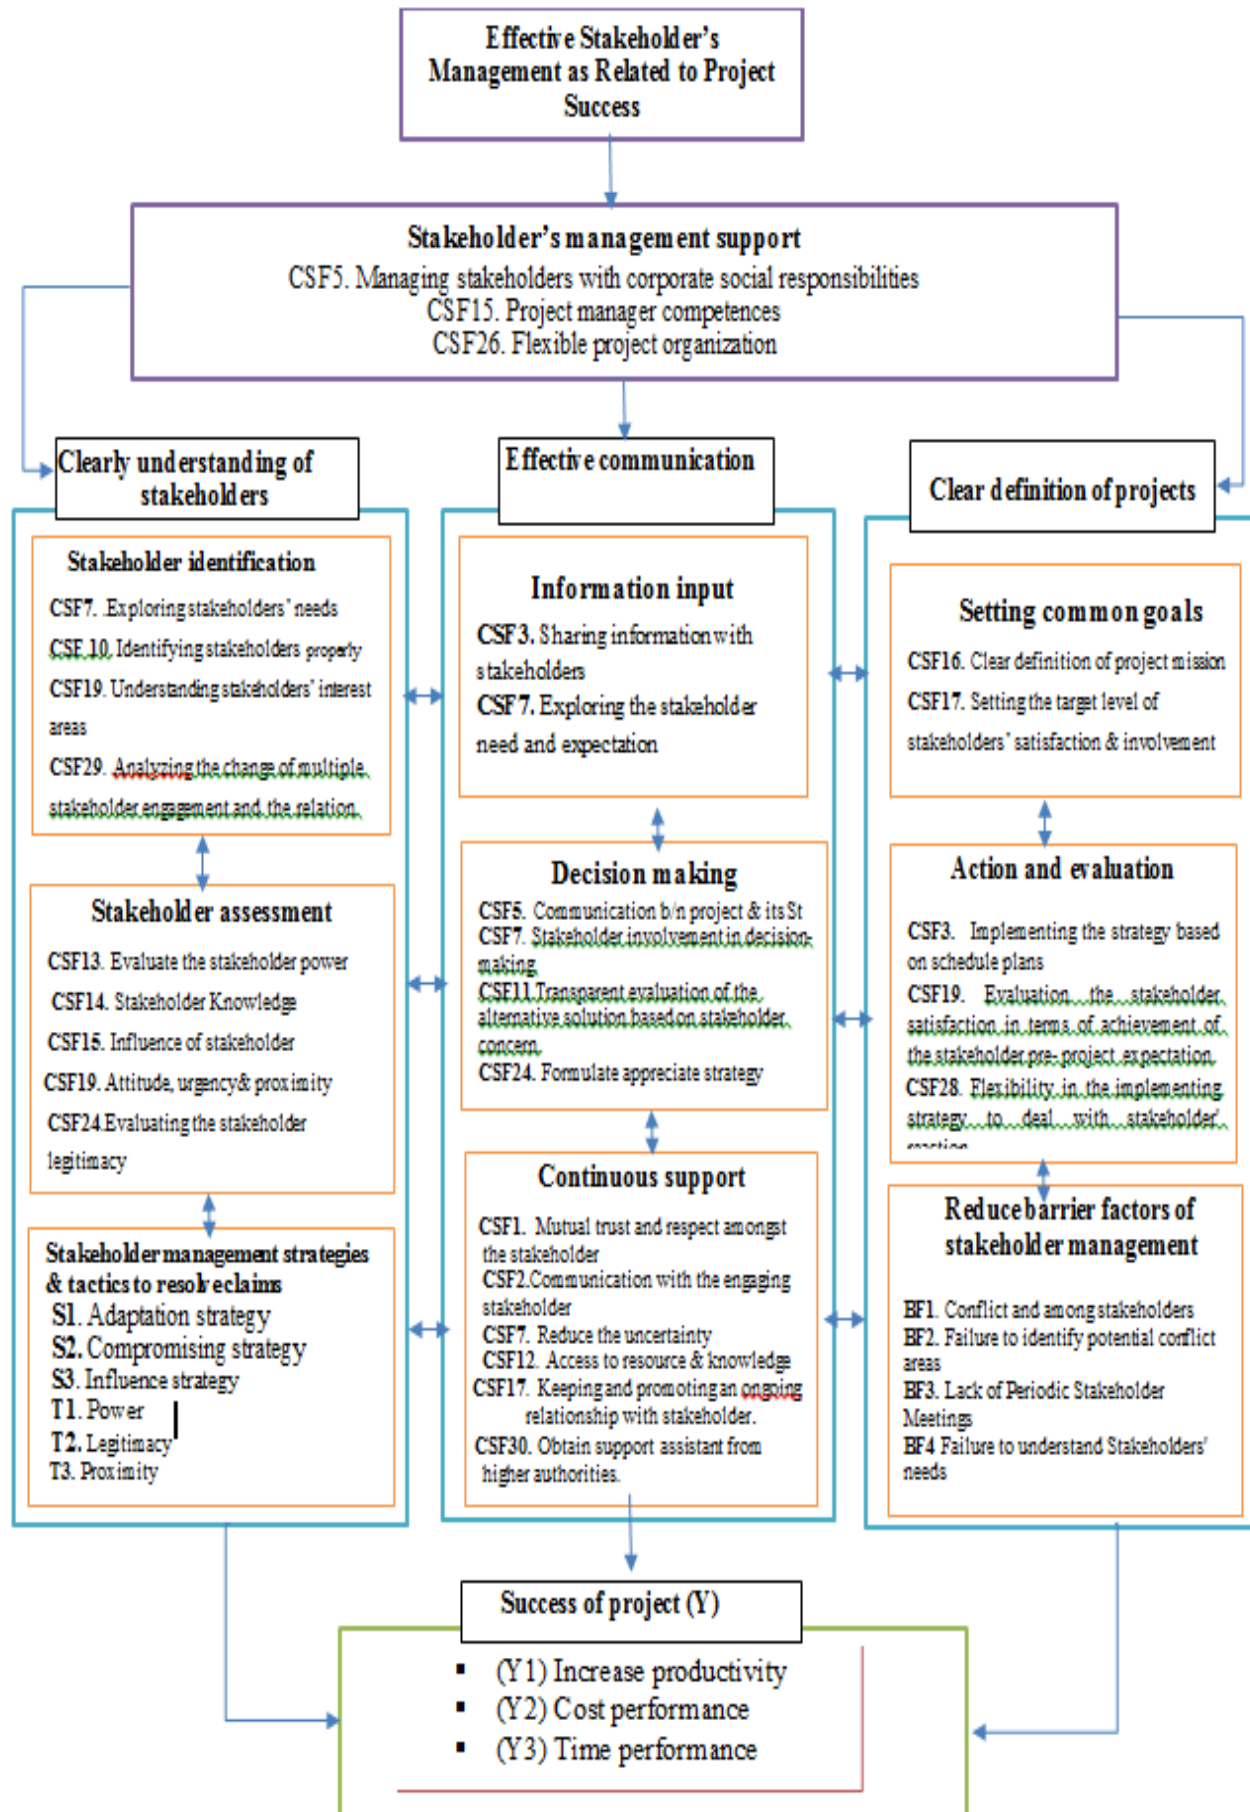 Effective Stakeholder's
Management as Related to Project
Success
Stakeholder's management support
CSF5. Managing stakeholders with corporate social responsibilities
CSF15. Project manager competences
CSF26. Flexible project organization
Clearly understanding of
stakeholders
Stakeholder identification
CSF7. .Exploring stakeholders' needs
CSF 10. Identifying stakeholders properly
CSF19. Understanding stakeholders' interest
areas
CSF29. Analyzing the change of multiple
stakeholder engagement and the relation.
Stakeholder assessment
CSF13. Evaluate the stakeholder power
CSF14. Stakeholder Knowledge
CSF15. Influence of stakeholder
CSF19. Attitude, urgency& proximity
CSF24.Evaluating the stakeholder
legitimacy
Stakeholder management strategies
& tactics to resolve claims
S1. Adaptation strategy
S2. Compromising strategy
S3. Influence strategy
T1. Power
T2. Legitimacy
T3. Proximity
Effective communication
Information input
CSF3. Sharing information with
stakeholders
CSF7. Exploring the stakeholder
need and expectation
Decision making
CSF5. Communication b/n project & its St
CSF7. Stakeholder involvement in decision-
making.
CSF11.Transparent evaluation of the
alternative solution based on stakeholder
concern.
CSF24. Formulate appreciate strategy
Continuous support
CSF1. Mutual trust and respect amongst
the stakeholder
CSF2.Communication with the engaging
stakeholder
CSF7. Reduce the uncertainty
CSF12. Access to resource & knowledge
CSF17. Keeping and promoting an ongoing
relationship with stakeholder.
CSF30. Obtain support assistant from
higher authorities.
Clear definition of projects
Setting common goals
CSF16. Clear definition of project mission
CSF17. Setting the target level of
stakeholders' satisfaction & involvement
Action and evaluation
CSF3. Implementing the strategy based
on schedule plans
CSF19. Evaluation the stakeholder
satisfaction in terms of achievement of
the stakeholder pre- project expectation
CSF28. Flexibility in the implementing
strategy to deal with stakeholder'
Reduce barrier factors of
stakeholder management
BF1. Conflict and among stakeholders
BF2. Failure to identify potential conflict
areas
BF3. Lack of Periodic Stakeholder
Meetings
BF4 Failure to understand Stakeholders'
needs
Success of project (Y)
▪ (Y1) Increase productivity
▪ (Y2) Cost performance
▪ (Y3) Time performance